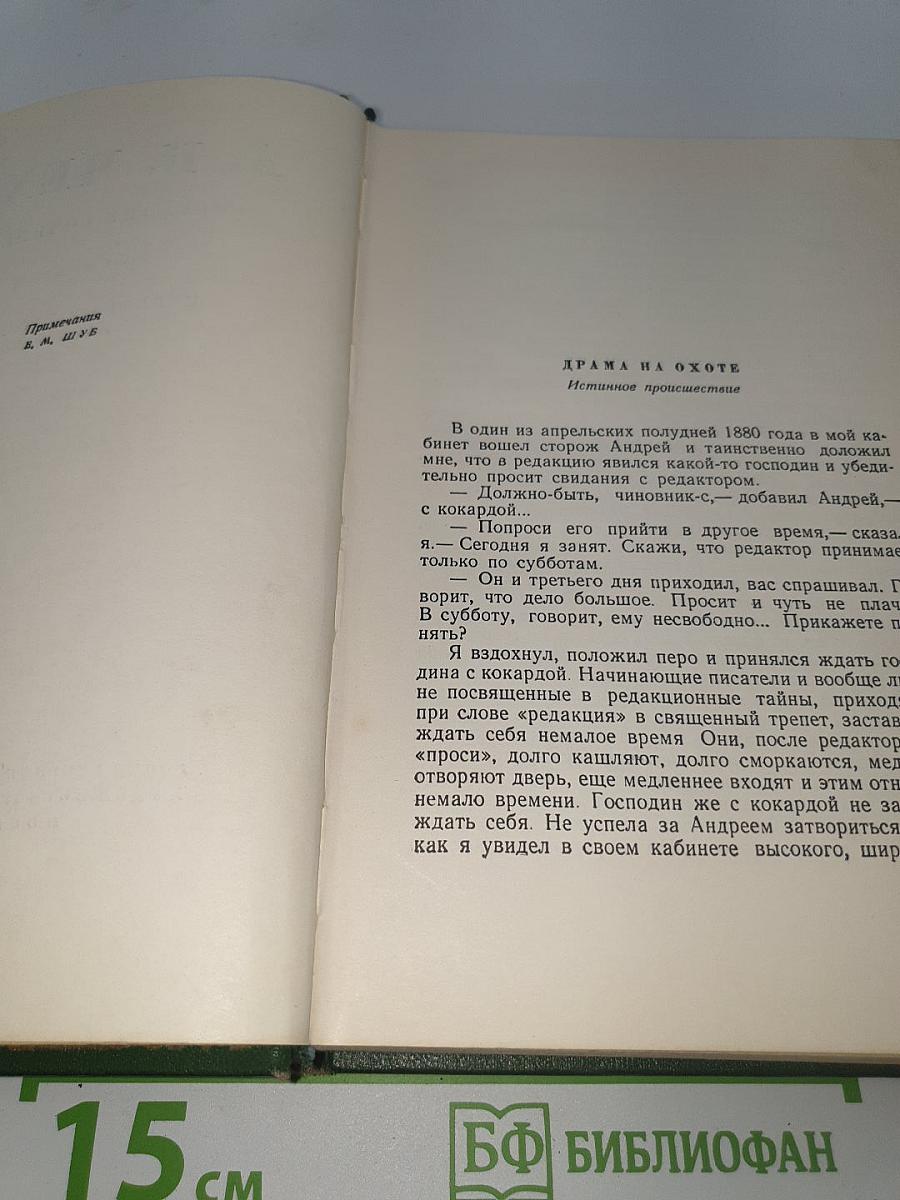 Примечания
Б. М. ШУБ
ДРАМА НА ОХОТЕ
Истинное происшествие
В один из апрельских полудней 1880 года в мой ка-
бинет вошел сторож Андрей и таинственно доложил
мне, что в редакцию явился какой-то господин и убеди-
тельно просит свидания с редактором.
— Должно-быть, чиновник-с,— добавил Андрей,—
с кокардой...
— Попроси его прийти в другое время,— сказа
я.— Сегодня я занят. Скажи, что редактор принимае
только по субботам.
— Он и третьего дня приходил, вас спрашивал. Г
ворит, что дело большое. Просит и чуть не плач
В субботу, говорит, ему несвободно... Прикажете п
нять?
Я вздохнул, положил перо и принялся ждать го
дина с кокардой. Начинающие писатели и вообще л
не посвященные в редакционные тайны, приход
при слове «редакция» в священный трепет, застав
ждать себя немалое время Они, после редактор
«проси», долго кашляют, долго сморкаются, мед
отворяют дверь, еще медленнее входят и этим отн
немало времени. Господин же с кокардой не за
ждать себя. Не успела за Андреем затвориться
как я увидел в своем кабинете высокого, шир
15 см
БФ БИБЛИОФАН